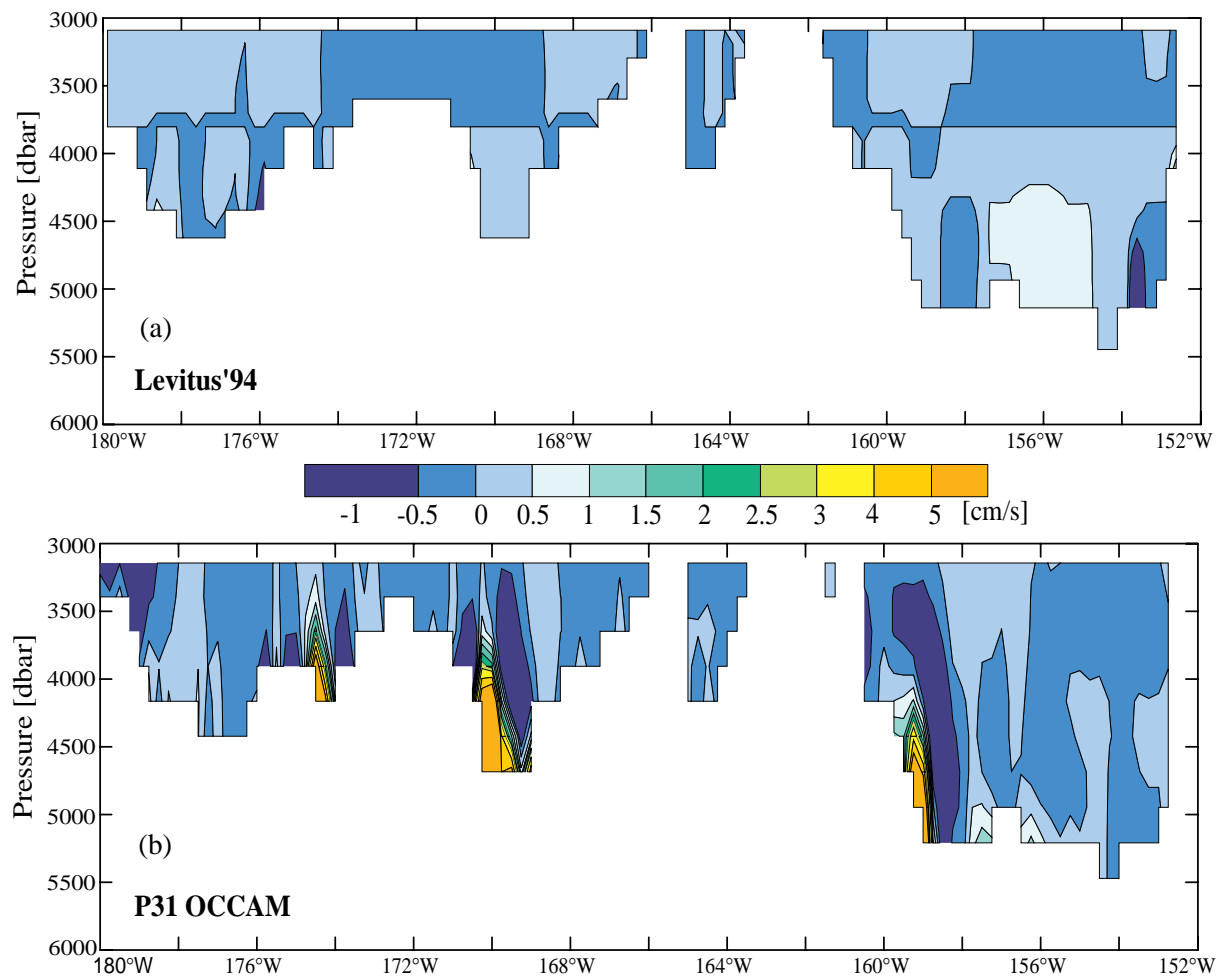 3000
3500
4000
4500
5000
5500
6000
Pressure [dbar]
(a)
Levitus'94
180°W 176°W 172°W 168°W 164°W 160°W 156°W 152°W
-1 -0.5 0 0.5 1 1.5 2 2.5 3 4 5 [cm/s]
3000
3500
4000
4500
5000
5500
6000
Pressure [dbar]
(b)
P31 OCCAM
180°W 176°W 172°W 168°W 164°W 160°W 156°W 152°W